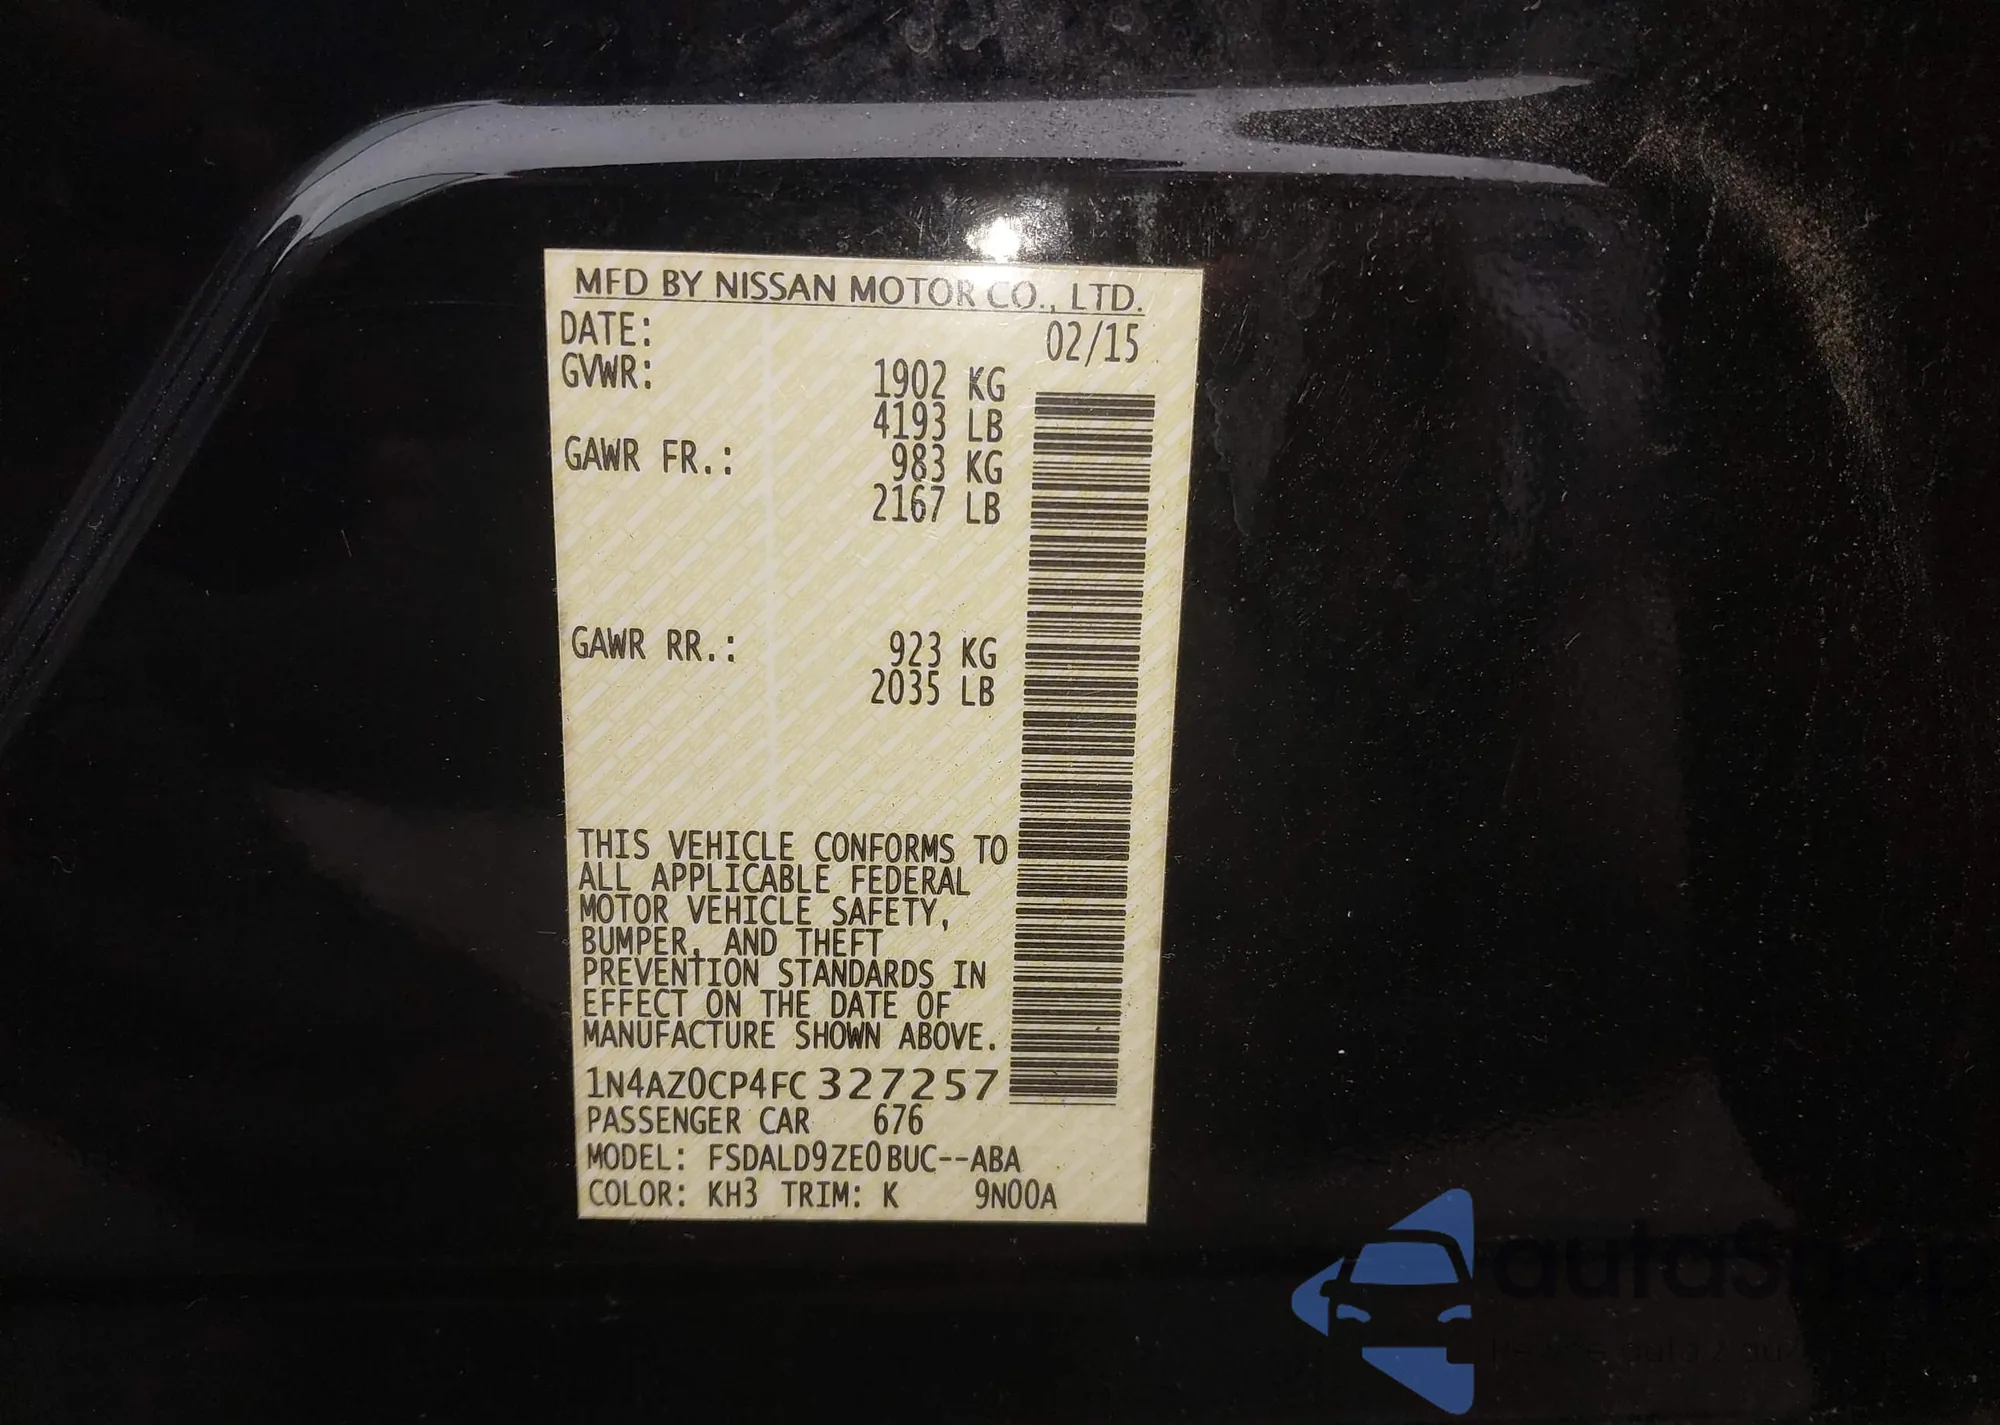 MFD BY NISSAN MOTOR CO., LTD.
DATE: 02/15
GVWR: 1902 KG
4193 LB
GAWR FR.: 983 KG
2167 LB
GAWR RR.: 923 KG
2035 LB
THIS VEHICLE CONFORMS TO
ALL APPLICABLE FEDERAL
MOTOR VEHICLE SAFETY,
BUMPER, AND THEFT
PREVENTION STANDARDS IN
EFFECT ON THE DATE OF
MANUFACTURE SHOWN ABOVE.
1N4AZ0CP4FC327257
PASSENGER CAR 676
MODEL: FSDALD9ZE0BUC--ABA
COLOR: KH3 TRIM: K 9N00A
autashop